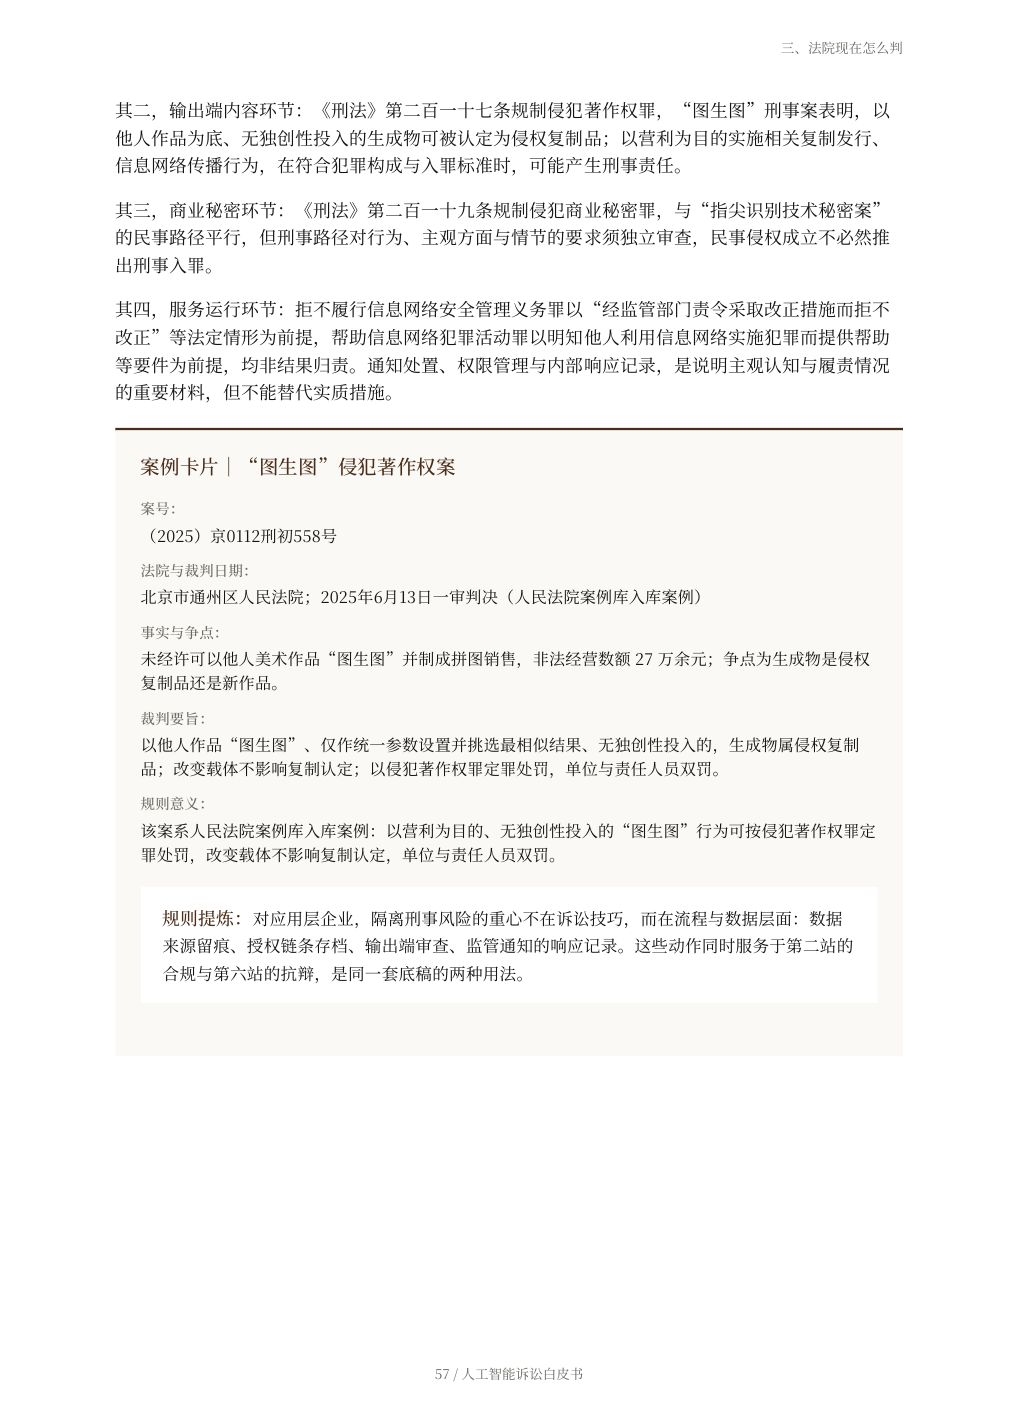 三、法院现在怎么判
其二，输出端内容环节：《刑法》第二百一十七条规制侵犯著作权罪，“图生图”刑事案表明，以
他人作品为底、无独创性投入的生成物可被认定为侵权复制品；以营利为目的实施相关复制发行、
信息网络传播行为，在符合犯罪构成与入罪标准时，可能产生刑事责任。
其三，商业秘密环节：《刑法》第二百一十九条规制侵犯商业秘密罪，与“指尖识别技术秘密案”
的民事路径平行，但刑事路径对行为、主观方面与情节的要求须独立审查，民事侵权成立不必然推
出刑事入罪。
其四，服务运行环节：拒不履行信息网络安全管理义务罪以“经监管部门责令采取改正措施而拒不
改正”等法定情形为前提，帮助信息网络犯罪活动罪以明知他人利用信息网络实施犯罪而提供帮助
等要件为前提，均非结果归责。通知处置、权限管理与内部响应记录，是说明主观认知与履责情况
的重要材料，但不能替代实质措施。
案例卡片｜“图生图”侵犯著作权案
案号：
（2025）京0112刑初558号
法院与裁判日期：
北京市通州区人民法院；2025年6月13日一审判决（人民法院案例库入库案例）
事实与争点：
未经许可以他人美术作品“图生图”并制成拼图销售，非法经营数额 27 万余元；争点为生成物是侵权
复制品还是新作品。
裁判要旨：
以他人作品“图生图”、仅作统一参数设置并挑选最相似结果、无独创性投入的，生成物属侵权复制
品；改变载体不影响复制认定；以侵犯著作权罪定罪处罚，单位与责任人员双罚。
规则意义：
该案系人民法院案例库入库案例：以营利为目的、无独创性投入的“图生图”行为可按侵犯著作权罪定
罪处罚，改变载体不影响复制认定，单位与责任人员双罚。
规则提炼：对应用层企业，隔离刑事风险的重心不在诉讼技巧，而在流程与数据层面：数据
来源留痕、授权链条存档、输出端审查、监管通知的响应记录。这些动作同时服务于第二站的
合规与第六站的抗辩，是同一套底稿的两种用法。
57 / 人工智能诉讼白皮书